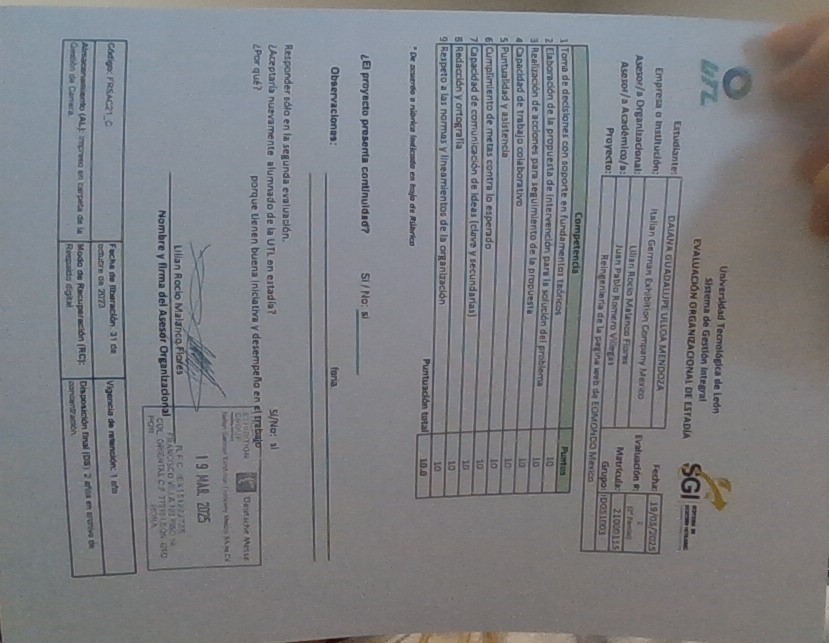 UTL
Universidad Tecnológica de León
Sistema de Gestión Integral
EVALUACIÓN ORGANIZACIONAL DE ESTADÍA
SGI
Estudiante: DAIANA GUADALUPE ULLOA MENDOZA
Fecha: 19/03/2025
Empresa o Institución: Italian German Exhibition Company Mexico
Evaluación #: 2
Asesor/a Organizacional: Lilian Rocio Malanco Flores
Matrícula: 21000115
Asesor/a Académico/a: Juan Pablo Romero Villegas
Grupo: IDGS1003
Proyecto: Reingeniería de la pagina web de ECOMONDO Mexico
Competencia Puntos
1 Toma de decisiones con soporte en fundamentos teóricos 10
2 Elaboración de la propuesta de intervención para la solución del problema 10
3 Realización de acciones para seguimiento de la propuesta 10
4 Capacidad de trabajo colaborativo 10
5 Puntualidad y asistencia 10
6 Cumplimiento de metas contra lo esperado 10
7 Capacidad de comunicación de ideas (clave y secundarias) 10
8 Redacción y ortografía 10
9 Respeto a las normas y lineamientos de la organización 10
Puntuación total 10.0
* De acuerdo a rúbrica indicada en hoja de Rúbrica
¿El proyecto presenta continuidad? SI / No: si
Observaciones:
Responder sólo en la segunda evaluación.
¿Aceptaría nuevamente alumnado de la UTL en estadía? SI/No: si
¿Por qué? porque tienen buena iniciativa y desempeño en el trabajo
Deutsche Messe
19 MAR. 2025
Lilian Rocio Malanco Flores
Nombre y firma del Asesor Organizacional
Código: FRSAC21_C
Fecha de liberación: 31 de octubre de 2023
Vigencia de retención: 1 año
Almacenamiento (AL): Impreso en carpeta de la Gestión de Carrera.
Modo de Recuperación (RC): Respaldo digital
Disposición final (DS): 2 años en archivo de concentración